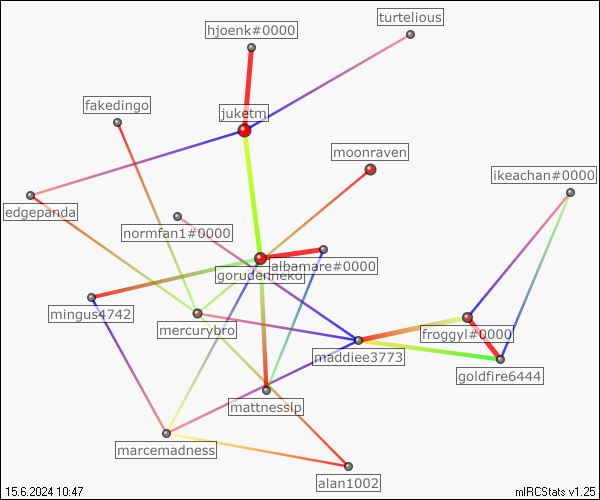 turtelious
hjoenk#0000
fakedingo
juketm
moonraven
ikeachan#0000
edgepanda
normfan1#0000
albamare#0000
gorudenneko
mingus4742
mercurybro
froggyl#0000
maddiee3773
goldfire6444
mattnesslp
marcemadness
alan1002
15.6.2024 10:47
mIRCStats v1.25